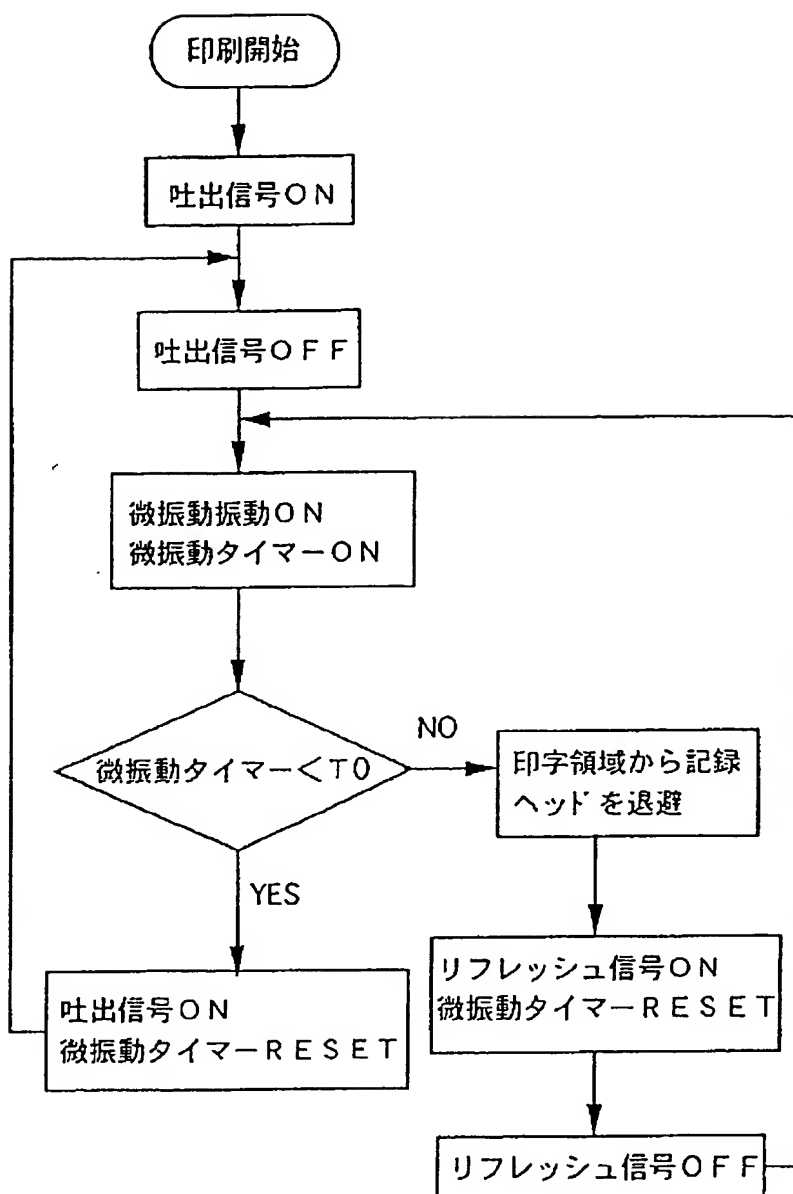 印刷開始
吐出信号ON
吐出信号OFF
微振動振動ON
微振動タイマーON
微振動タイマー<T0
NO
印字領域から記録
ヘッドを退避
YES
吐出信号ON
微振動タイマーRESET
リフレッシュ信号ON
微振動タイマーRESET
リフレッシュ信号OFF